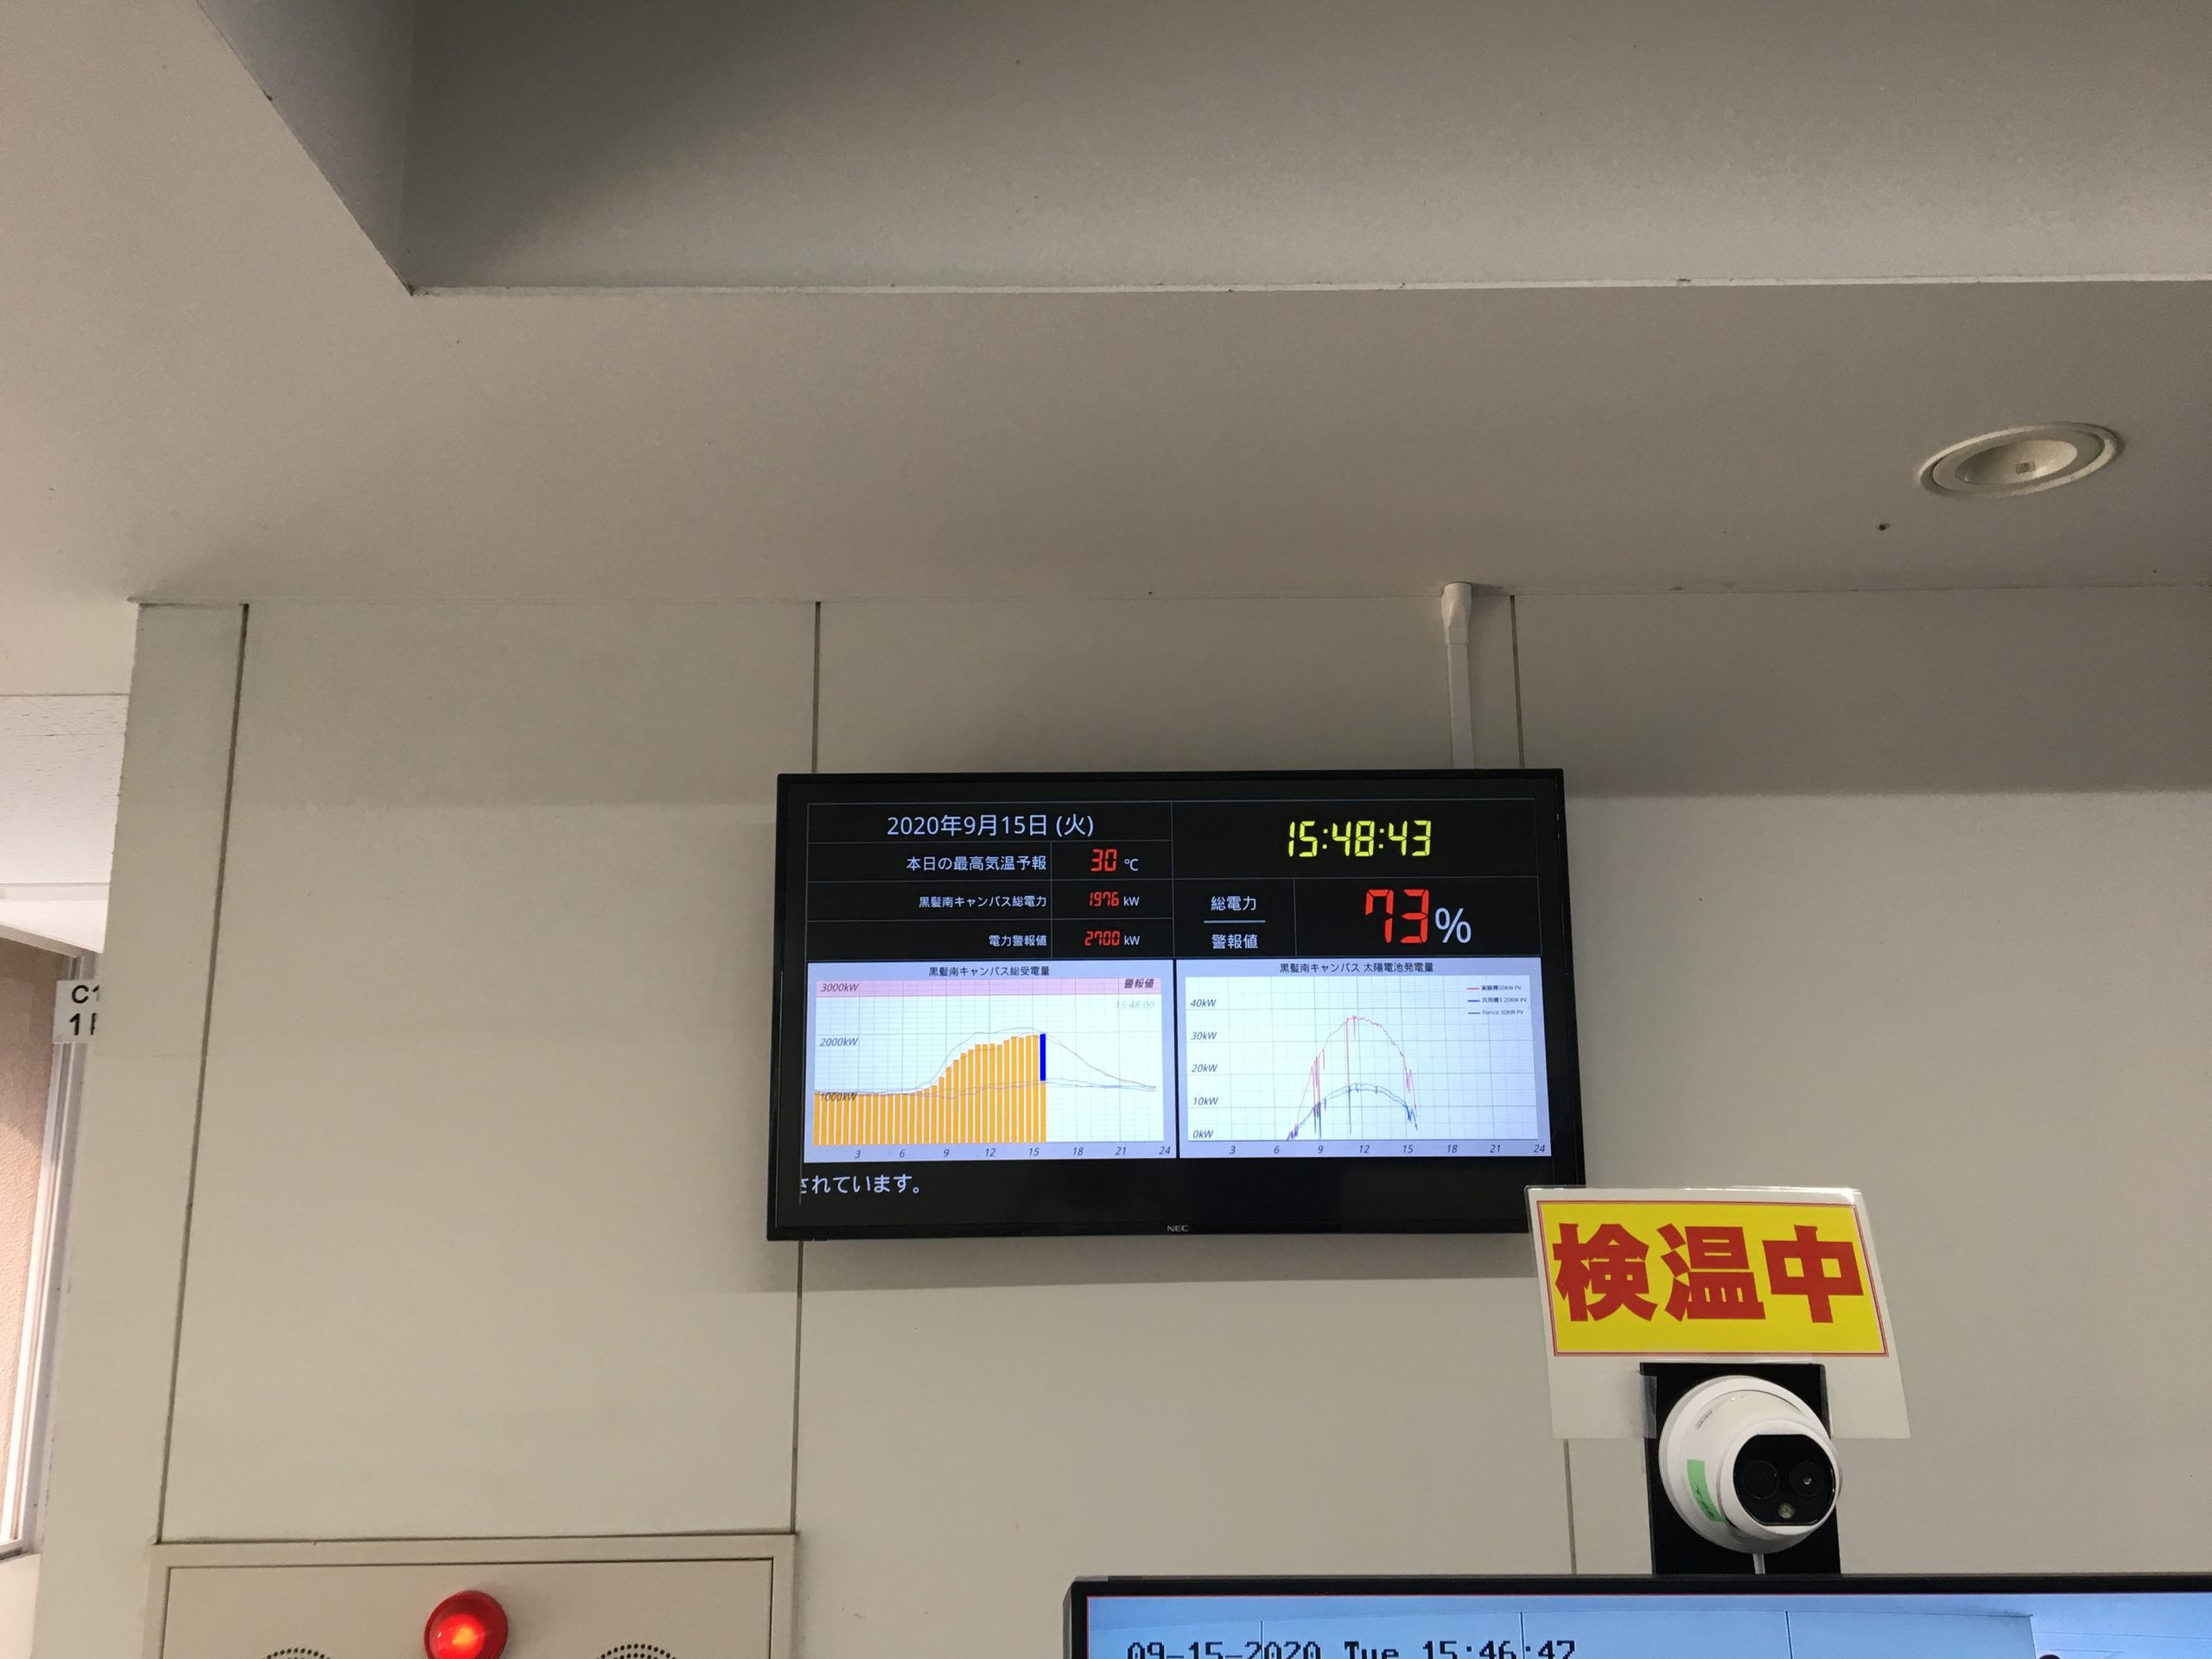 2020年9月15日 (火)
15:48:43
本日の最高気温予報 30 ℃
黒髪南キャンパス総電力 1976 kW
電力警報値 2700 kW
総電力
警報値
73%
黒髪南キャンパス総受電量
3000kW 警報値
15:48:00
2000kW
1000kW
3 6 9 12 15 18 21 24
黒髪南キャンパス 太陽電池発電量
40kW
30kW
20kW
10kW
0kW
3 6 9 12 15 18 21 24
されています。
NEC
検温中
C1
1
09-15-2020 Tue 15:46:47